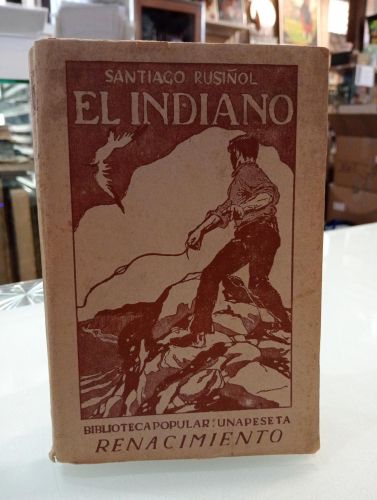 SANTIAGO RUSIÑOL
EL INDIANO
BIBLIOTECA POPULAR: UNA PESETA
RENACIMIENTO